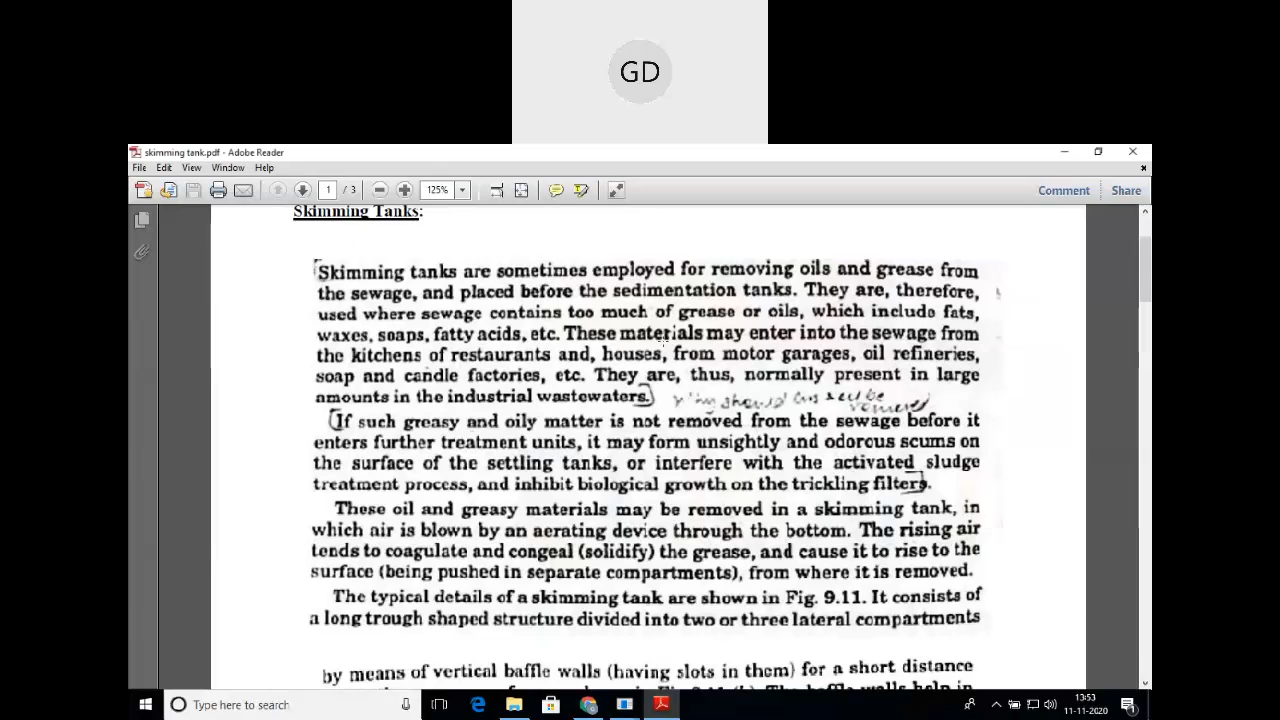 GD
skimming tank.pdf - Adobe Reader
File Edit View Window Help
1 / 3 125% Comment Share
Skimming Tanks:
Skimming tanks are sometimes employed for removing oils and grease from
the sewage, and placed before the sedimentation tanks. They are, therefore,
used where sewage contains too much of grease or oils, which include fats,
waxes, soaps, fatty acids, etc. These materials may enter into the sewage from
the kitchens of restaurants and, houses, from motor garages, oil refineries,
soap and candle factories, etc. They are, thus, normally present in large
amounts in the industrial wastewaters.
should
removed
If such greasy and oily matter is not removed from the sewage before it
enters further treatment units, it may form unsightly and odorous scums on
the surface of the settling tanks, or interfere with the activated sludge
treatment process, and inhibit biological growth on the trickling filters.
These oil and greasy materials may be removed in a skimming tank, in
which air is blown by an aerating device through the bottom. The rising air
tends to coagulate and congeal (solidify) the grease, and cause it to rise to the
surface (being pushed in separate compartments), from where it is removed.
The typical details of a skimming tank are shown in Fig. 9.11. It consists of
a long trough shaped structure divided into two or three lateral compartments
by means of vertical baffle walls (having slots in them) for a short distance
Type here to search
13:53
11-11-2020